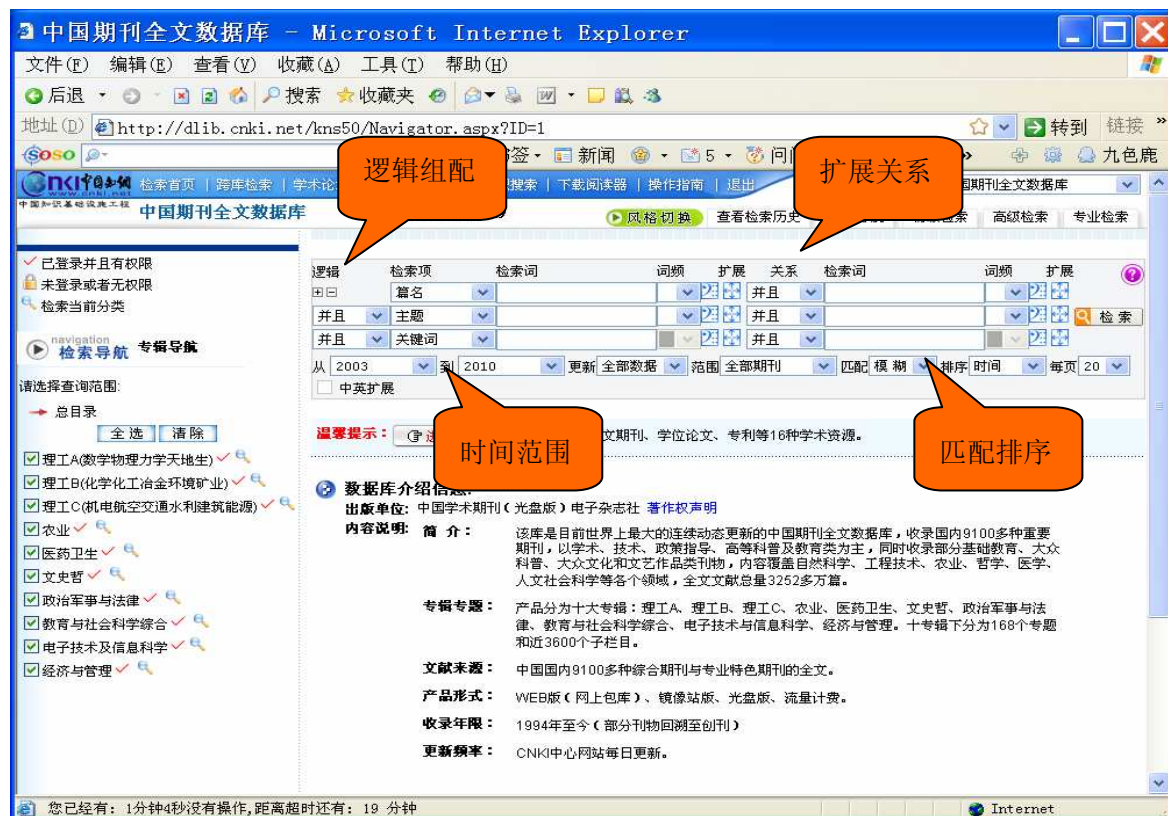 中国期刊全文数据库 - Microsoft Internet Explorer
文件(F) 编辑(E) 查看(V) 收藏(A) 工具(T) 帮助(H)
后退 搜索 收藏夹
地址(D) http://dlib.cnki.net/kns50/Navigator.aspx?ID=1 转到 链接 »
SOSO 新闻 5 » 九色鹿
逻辑组配
扩展关系
检索首页 | 跨库检索 | 下载阅读器 | 操作指南 | 退出 期刊全文数据库
www.cnki.net
中国知识基础设施工程 中国期刊全文数据库
风格切换 查看检索历史 高级检索 专业检索
已登录并且有权限
未登录或者无权限
检索当前分类
navigation
检索导航 专辑导航
请选择查询范围:
总目录
全选 清除
理工A(数学物理力学天地生)
理工B(化学化工冶金环境矿业)
理工C(机电航空交通水利建筑能源)
农业
医药卫生
文史哲
政治军事与法律
教育与社会科学综合
电子技术及信息科学
经济与管理
逻辑 检索项 检索词 词频 扩展 关系 检索词 词频 扩展
篇名 并且
并且 主题 并且 检索
并且 关键词 并且
从 2003 到 2010 更新 全部数据 范围 全部期刊 匹配 模糊 排序 时间 每页 20
中英扩展
时间范围
匹配排序
温馨提示: 文期刊、学位论文、专利等16种学术资源。
数据库介绍信息:
出版单位: 中国学术期刊(光盘版)电子杂志社 著作权声明
内容说明: 简 介: 该库是目前世界上最大的连续动态更新的中国期刊全文数据库，收录国内9100多种重要
期刊，以学术、技术、政策指导、高等科普及教育类为主，同时收录部分基础教育、大众
科普、大众文化和文艺作品类刊物，内容覆盖自然科学、工程技术、农业、哲学、医学、
人文社会科学等各个领域，全文文献总量3252多万篇。
专辑专题: 产品分为十大专辑：理工A、理工B、理工C、农业、医药卫生、文史哲、政治军事与法
律、教育与社会科学综合、电子技术与信息科学、经济与管理。十专辑下分为168个专题
和近3600个子栏目。
文献来源: 中国国内9100多种综合期刊与专业特色期刊的全文。
产品形式: WEB版(网上包库)、镜像站版、光盘版、流量计费。
收录年限: 1994年至今(部分刊物回溯至创刊)
更新频率: CNKI中心网站每日更新。
您已经有: 1分钟4秒没有操作,距离超时还有: 19 分钟 Internet